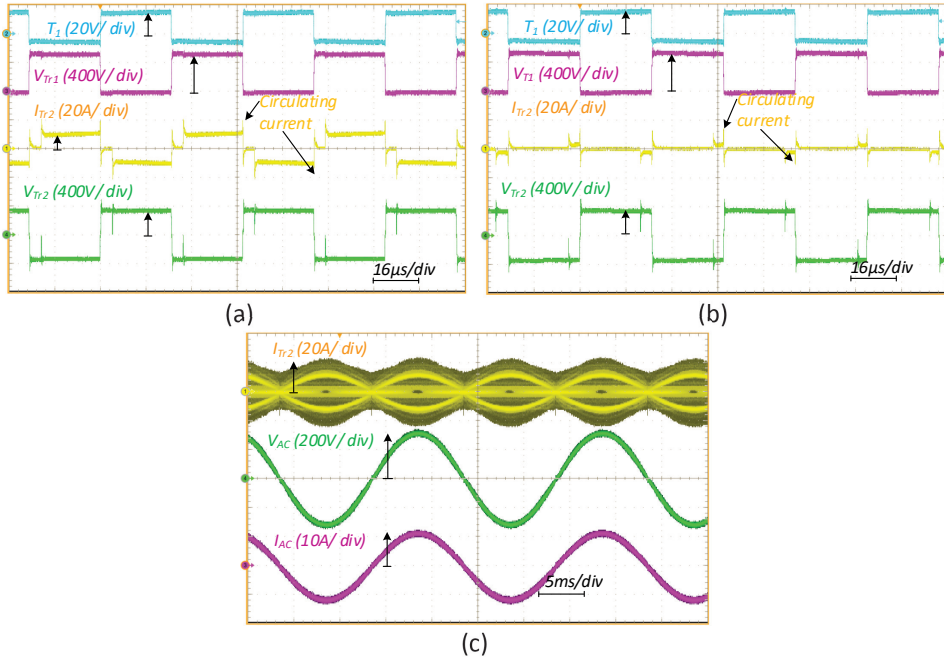 T1 (20V/ div)
VTr1 (400V/ div)
ITr2 (20A/ div)
Circulating
current
VTr2 (400V/ div)
16μs/div
(a)
T1 (20V/ div)
VT1 (400V/ div)
ITr2 (20A/ div)
Circulating
current
VTr2 (400V/ div)
16μs/div
(b)
ITr2 (20A/ div)
VAC (200V/ div)
IAC (10A/ div)
5ms/div
(c)